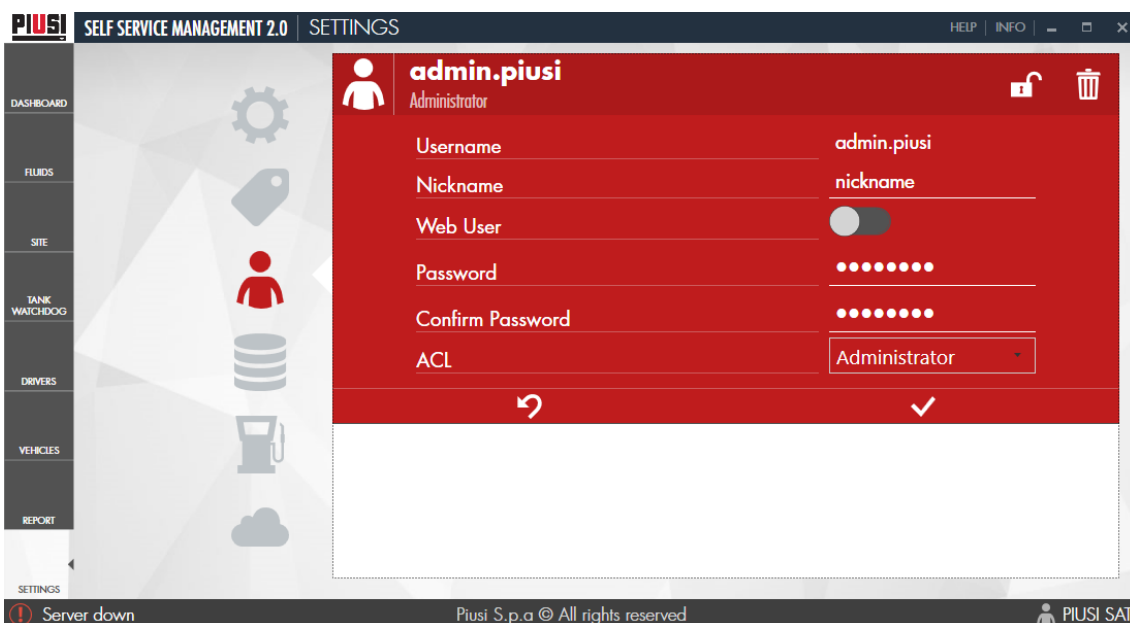 PIUSI SELF SERVICE MANAGEMENT 2.0 SETTINGS HELP INFO
DASHBOARD
FLUIDS
SITE
TANK
WATCHDOG
DRIVERS
VEHICLES
REPORT
SETTINGS
admin.piusi
Administrator
Username admin.piusi
Nickname nickname
Web User
Password ●●●●●●●●
Confirm Password ●●●●●●●●
ACL Administrator
Server down Piusi S.p.a © All rights reserved PIUSI SAT